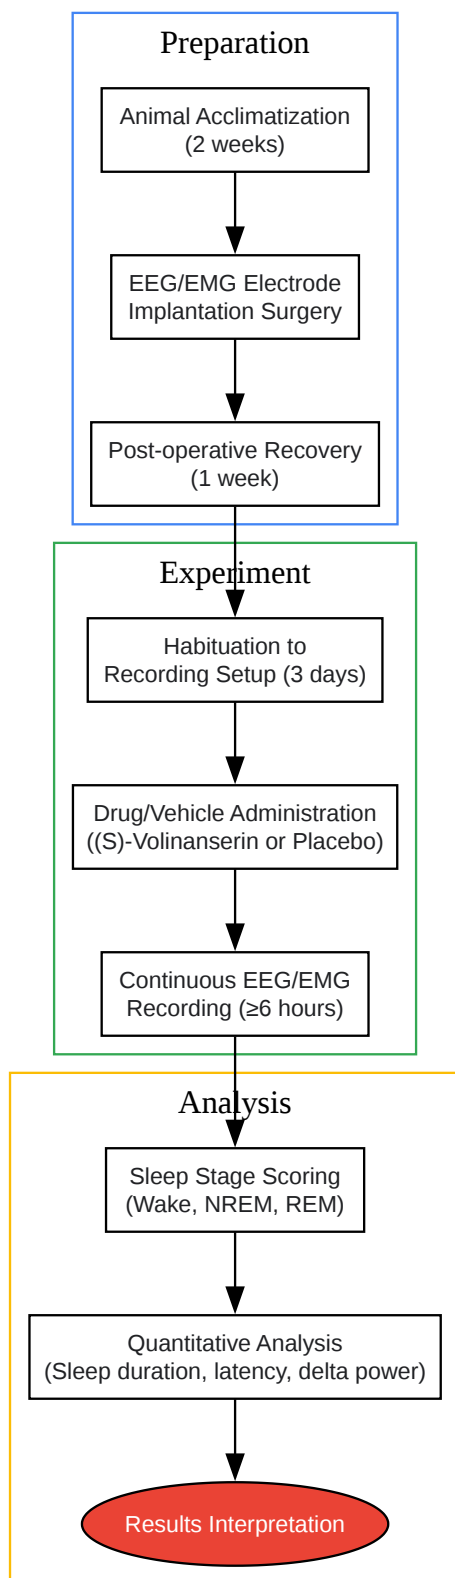 Preparation
Animal Acclimatization
(2 weeks)
EEG/EMG Electrode
Implantation Surgery
Post-operative Recovery
(1 week)
Experiment
Habituation to
Recording Setup (3 days)
Drug/Vehicle Administration
((S)-Volinanserin or Placebo)
Continuous EEG/EMG
Recording (≥6 hours)
Analysis
Sleep Stage Scoring
(Wake, NREM, REM)
Quantitative Analysis
(Sleep duration, latency, delta power)
Results Interpretation